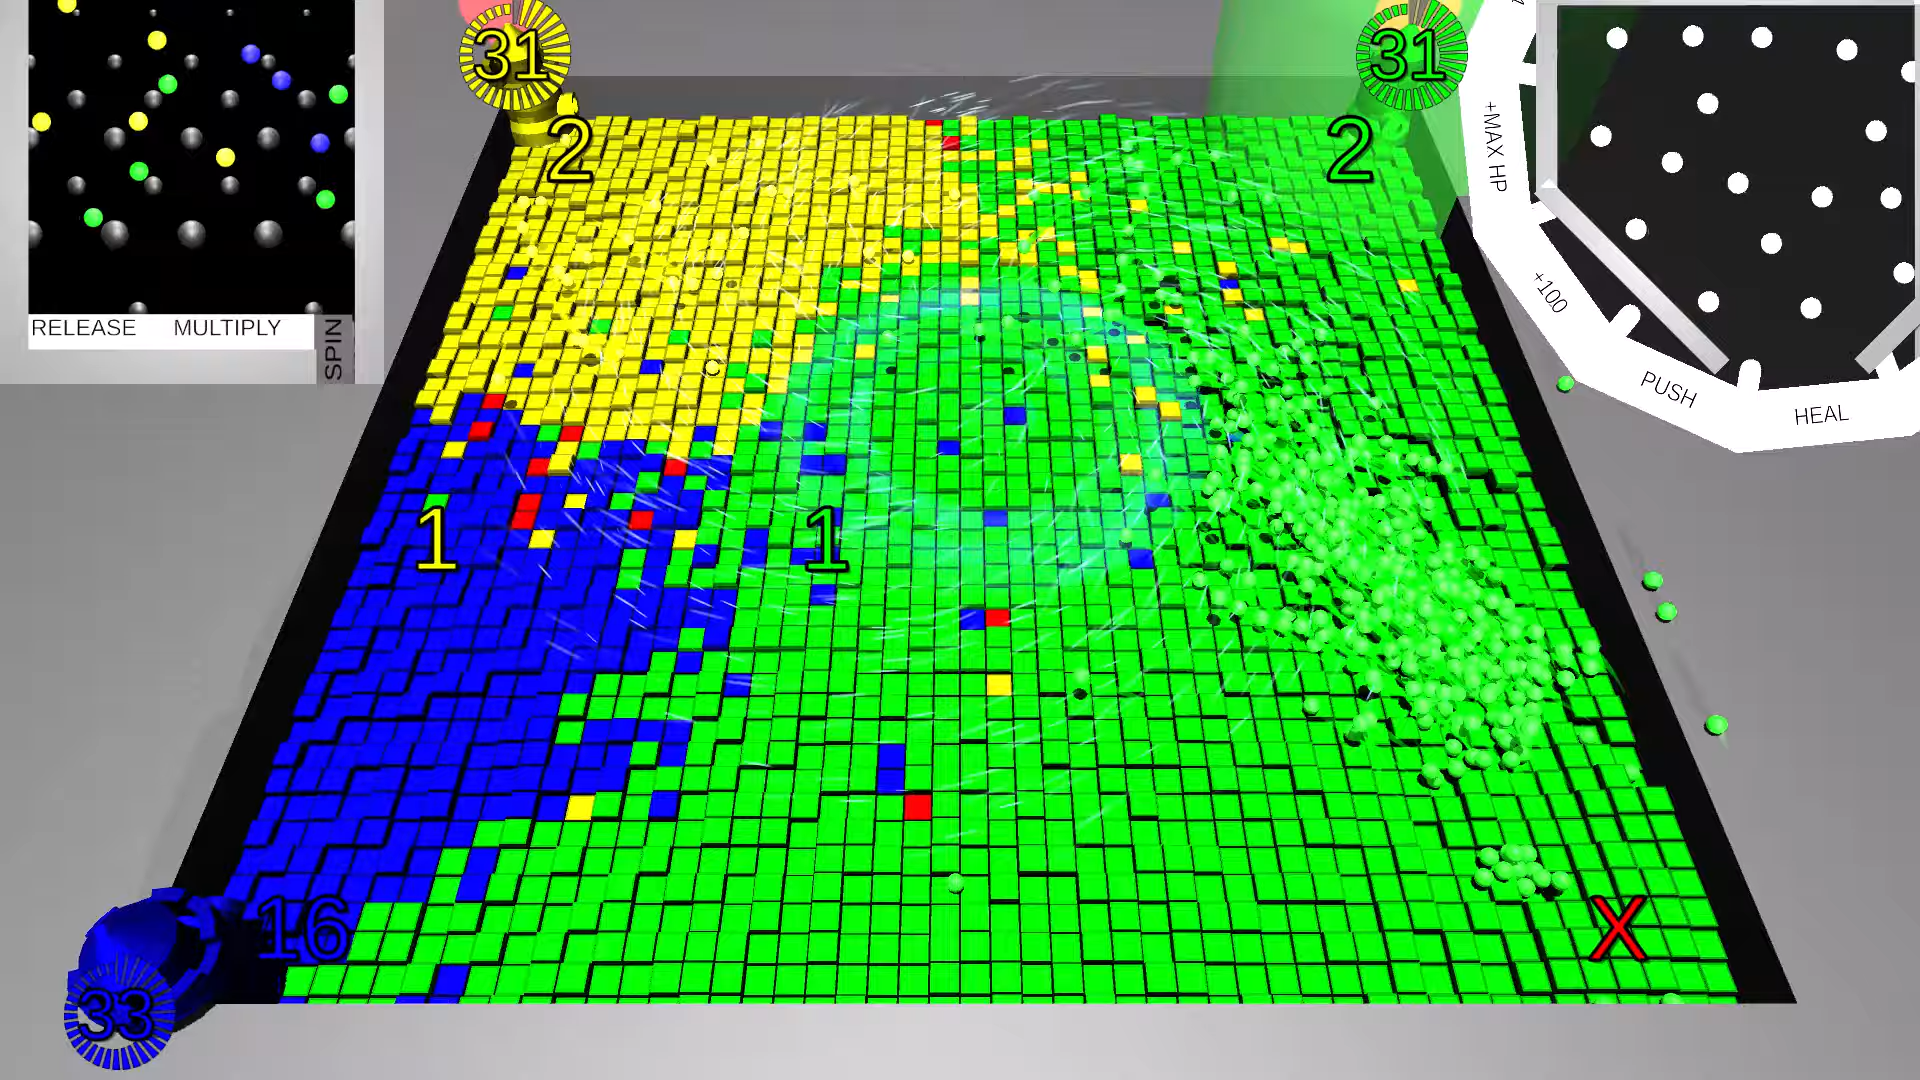 31
31
2
2
+MAX HP
+100
RELEASE MULTIPLY
SPIN
PUSH
HEAL
1
1
16
X
33